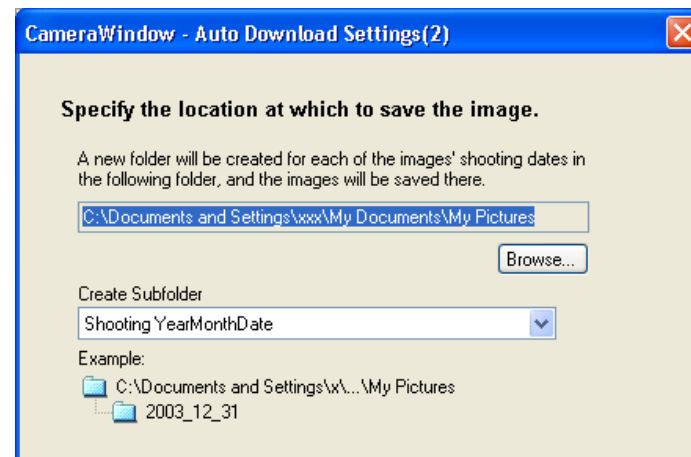 CameraWindow - Auto Download Settings(2)
Specify the location at which to save the image.
A new folder will be created for each of the images' shooting dates in
the following folder, and the images will be saved there.
C:\Documents and Settings\xxx\My Documents\My Pictures
Browse...
Create Subfolder
Shooting YearMonthDate
Example:
C:\Documents and Settings\x\...\My Pictures
2003_12_31